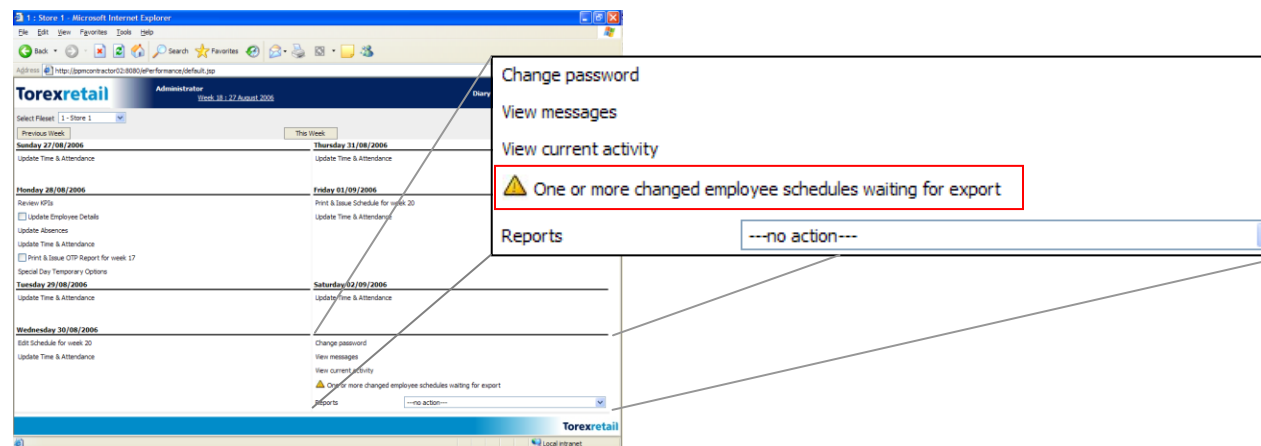 1 : Store 1 - Microsoft Internet Explorer
File Edit View Favorites Tools Help
Back Search Favorites
Address http://ppmcontractor02:8080/ePerformance/default.jsp
Torexretail
Administrator
Week 18 : 27 August 2006
Diary
Select Fileset 1 - Store 1
Previous Week This Week
Sunday 27/08/2006 Thursday 31/08/2006
Update Time & Attendance Update Time & Attendance
Monday 28/08/2006 Friday 01/09/2006
Review KPIs Print & Issue Schedule for week 20
Update Employee Details Update Time & Attendance
Update Absences
Update Time & Attendance
Print & Issue OTP Report for week 17
Special Day Temporary Options
Tuesday 29/08/2006 Saturday 02/09/2006
Update Time & Attendance Update Time & Attendance
Wednesday 30/08/2006
Edit Schedule for week 20 Change password
Update Time & Attendance View messages
View current activity
One or more changed employee schedules waiting for export
Reports ---no action---
Torexretail
Local intranet
Change password
View messages
View current activity
One or more changed employee schedules waiting for export
Reports ---no action---